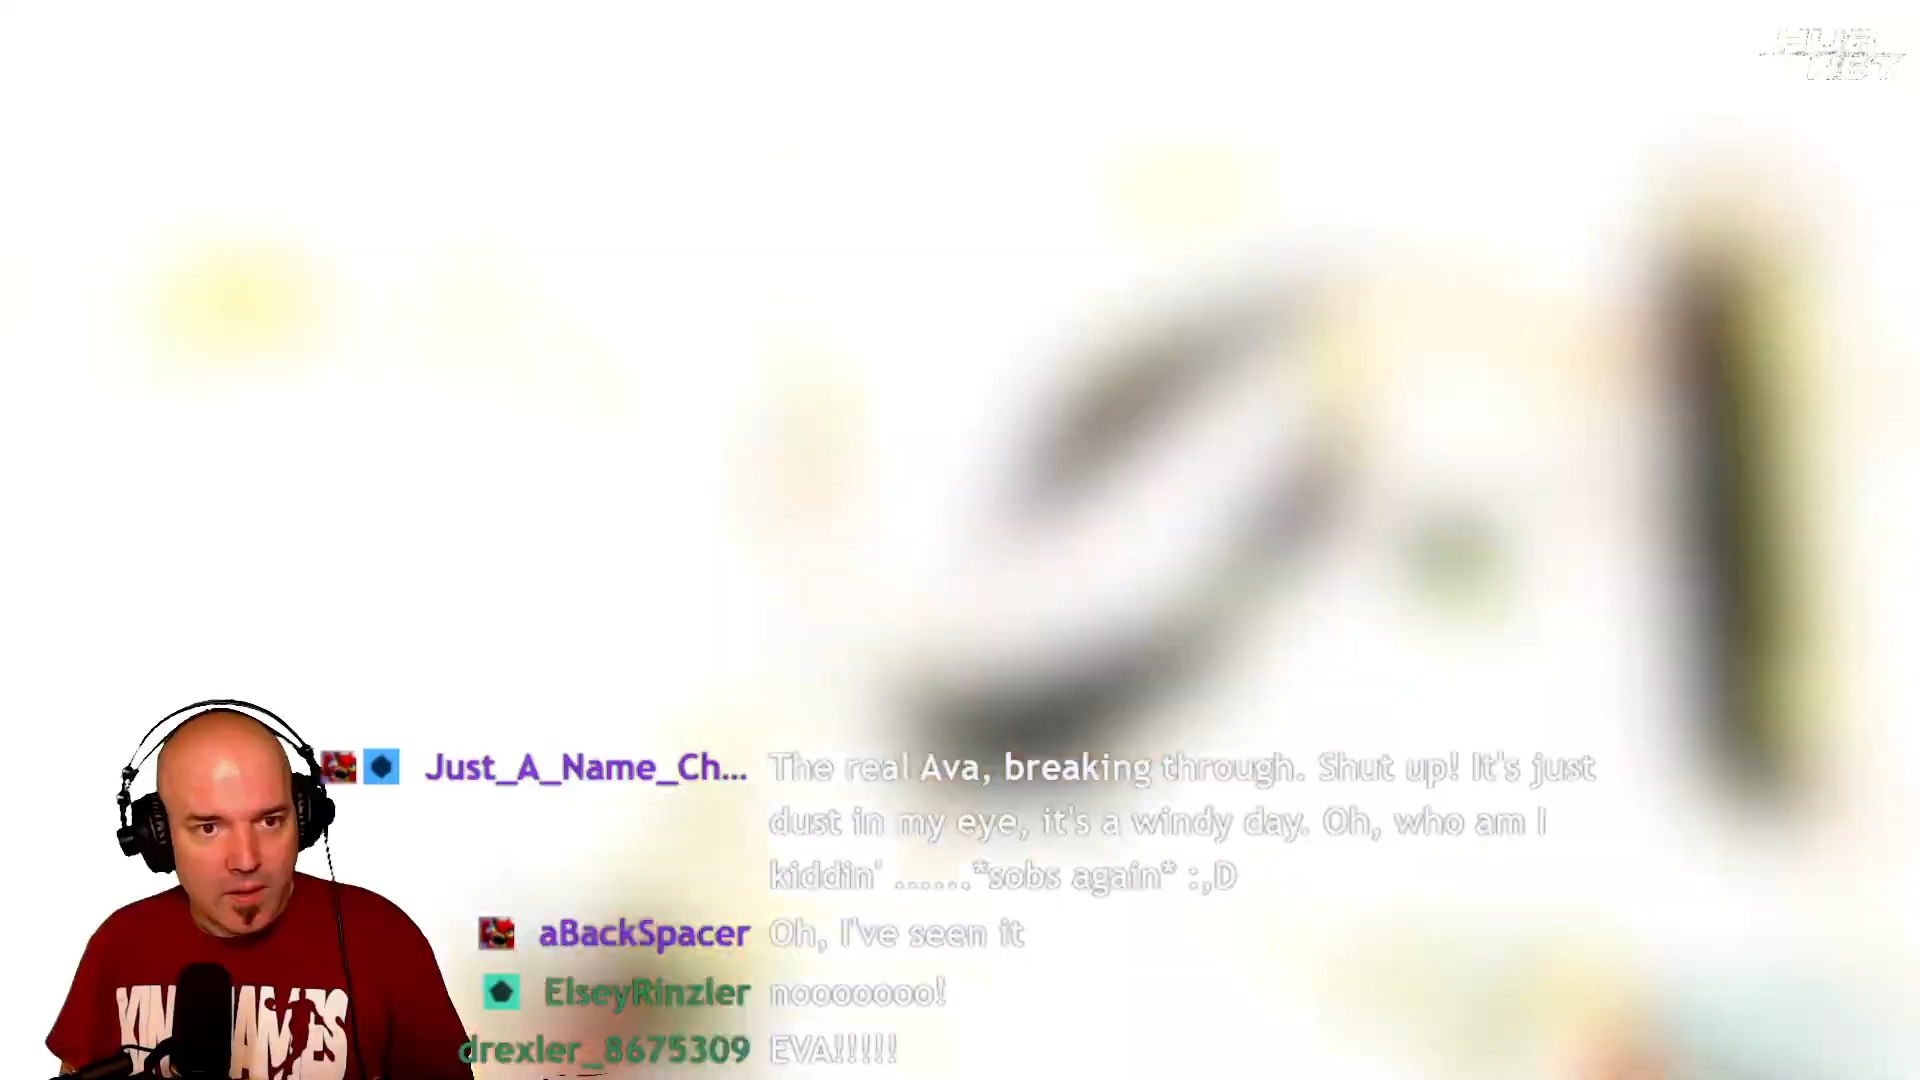 Just_A_Name_Ch... The real Ava, breaking through. Shut up! It's just
dust in my eye, it's a windy day. Oh, who am I
kiddin' ......*sobs again* :,D
aBackSpacer Oh, I've seen it
ElseyRinzler nooooooo!
drexler_8675309 EVA!!!!!